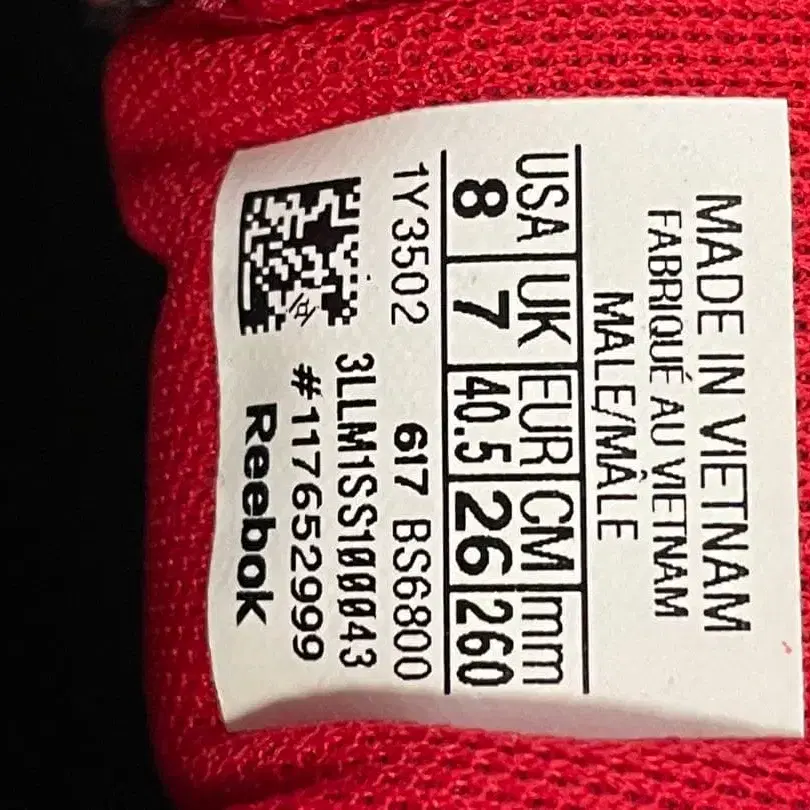 MADE IN VIETNAM
FABRIQUÉ AU VIETNAM
MALE/MÂLE
USA UK EUR CM mm
8 7 40.5 26 260
1Y3502 617 BS6800
3LLM1SS100043
#117652999
Reebok